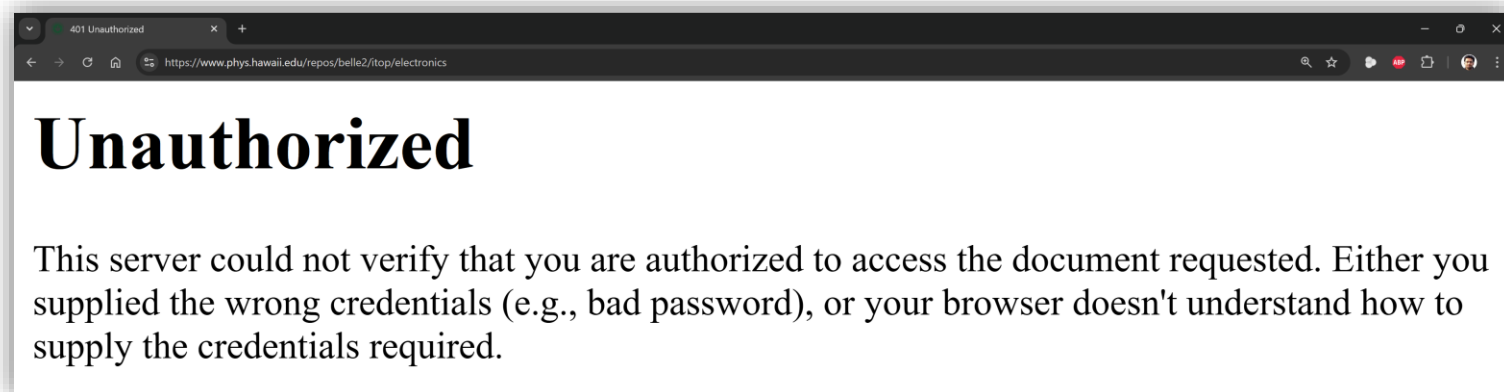 401 Unauthorized
https://www.phys.hawaii.edu/repos/belle2/itop/electronics
ABP
Unauthorized
This server could not verify that you are authorized to access the document requested. Either you
supplied the wrong credentials (e.g., bad password), or your browser doesn't understand how to
supply the credentials required.